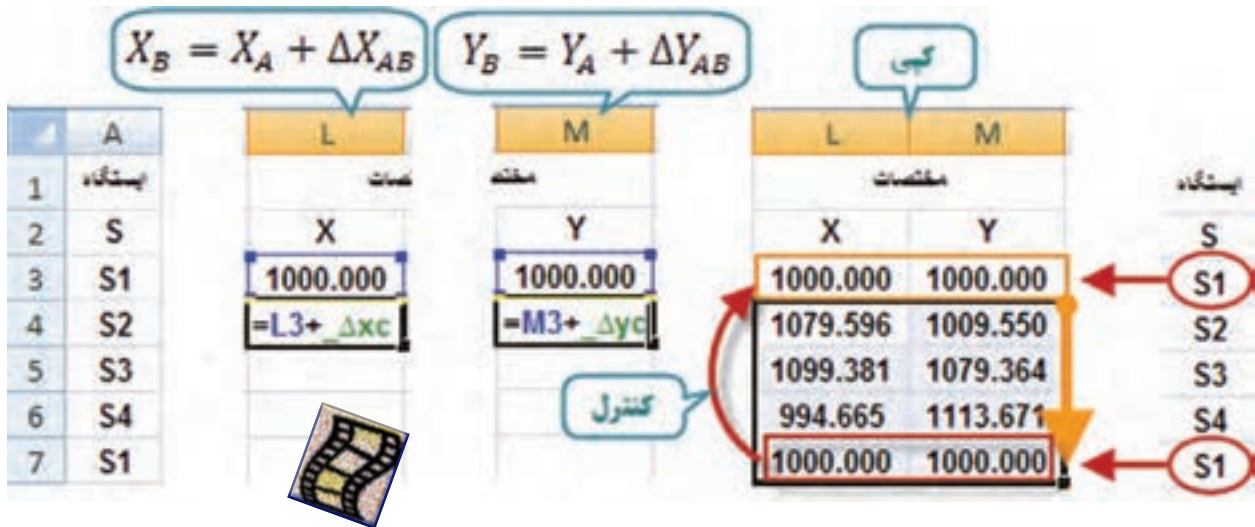 X_B = X_A + ΔX_AB
Y_B = Y_A + ΔY_AB
کپی
A
L
M
L M
1 ایستگاه
تصات
مختص
مختصات
ایستگاه
2 S
X
Y
X Y
S
3 S1
1000.000
1000.000
1000.000 1000.000
S1
4 S2
=L3+_Δxc
=M3+_Δyc
1079.596 1009.550
S2
5 S3
1099.381 1079.364
S3
کنترل
6 S4
994.665 1113.671
S4
7 S1
1000.000 1000.000
S1